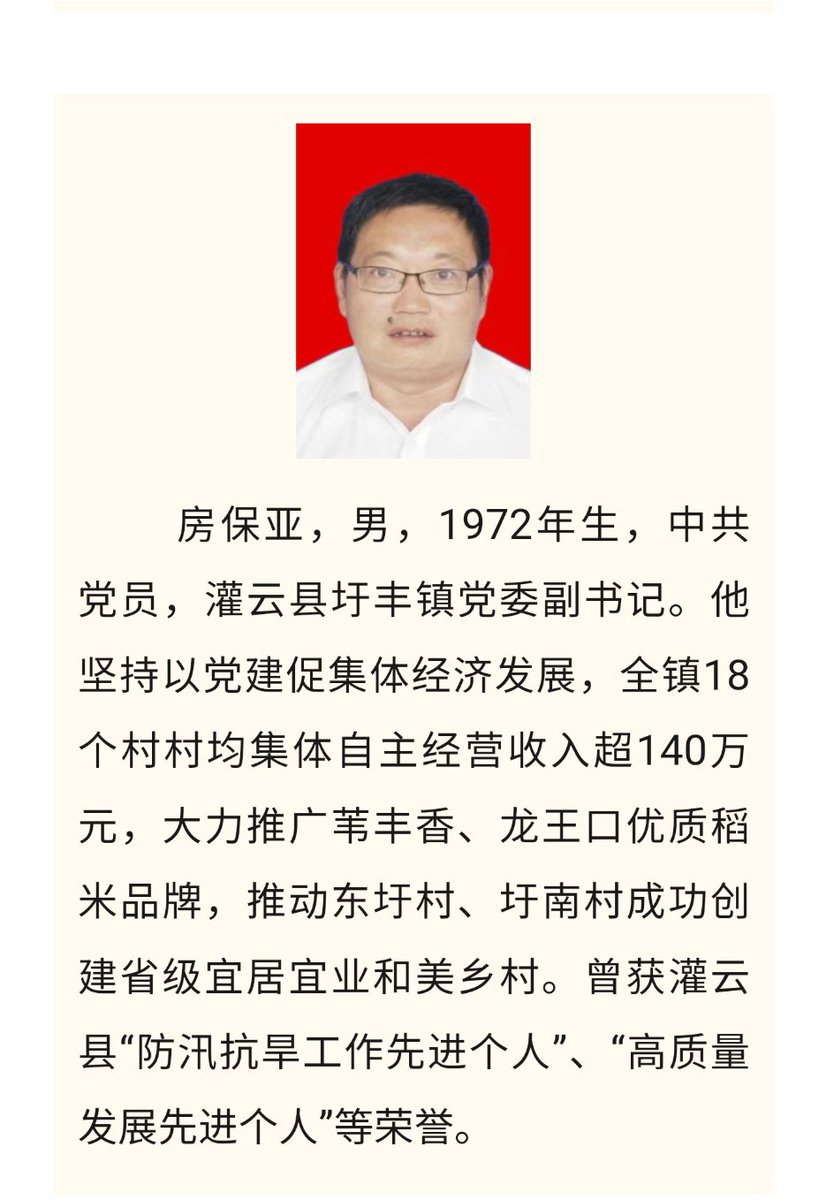 房保亚，男，1972年生，中共
党员，灌云县圩丰镇党委副书记。他
坚持以党建促集体经济发展，全镇18
个村村均集体自主经营收入超140万
元，大力推广苇丰香、龙王口优质稻
米品牌，推动东圩村、圩南村成功创
建省级宜居宜业和美乡村。曾获灌云
县“防汛抗旱工作先进个人”、“高质量
发展先进个人”等荣誉。